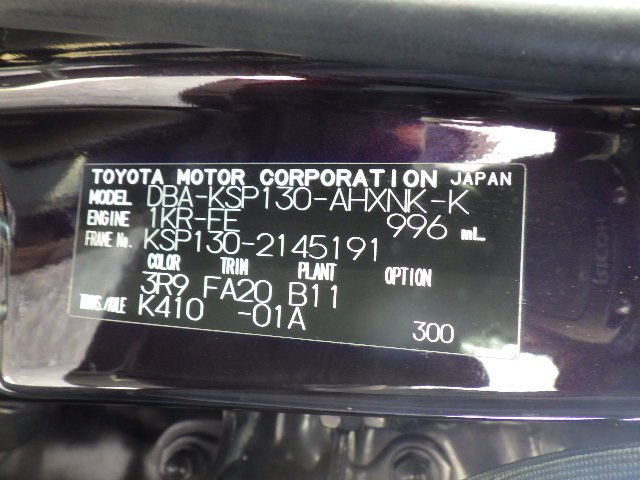 TOYOTA MOTOR CORPORATION JAPAN
MODEL DBA-KSP130-AHXNK-K
ENGINE 1KR-FE 996 mL
FRAME No. KSP130-2145191
COLOR TRIM PLANT OPTION
3R9 FA20 B11
TRANS./AXLE K410 -01A
300